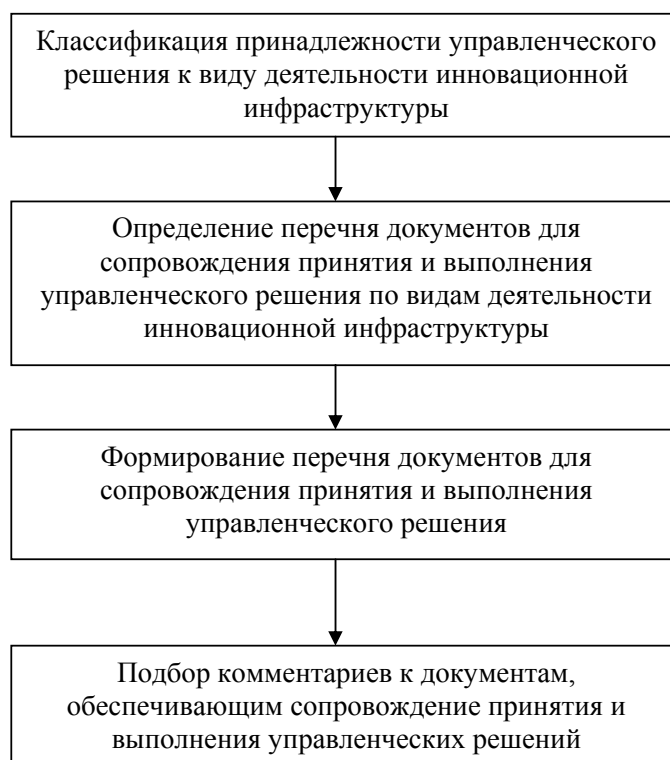 Классификация принадлежности управленческого
решения к виду деятельности инновационной
инфраструктуры
Определение перечня документов для
сопровождения принятия и выполнения
управленческого решения по видам деятельности
инновационной инфраструктуры
Формирование перечня документов для
сопровождения принятия и выполнения
управленческого решения
Подбор комментариев к документам,
обеспечивающим сопровождение принятия и
выполнения управленческих решений